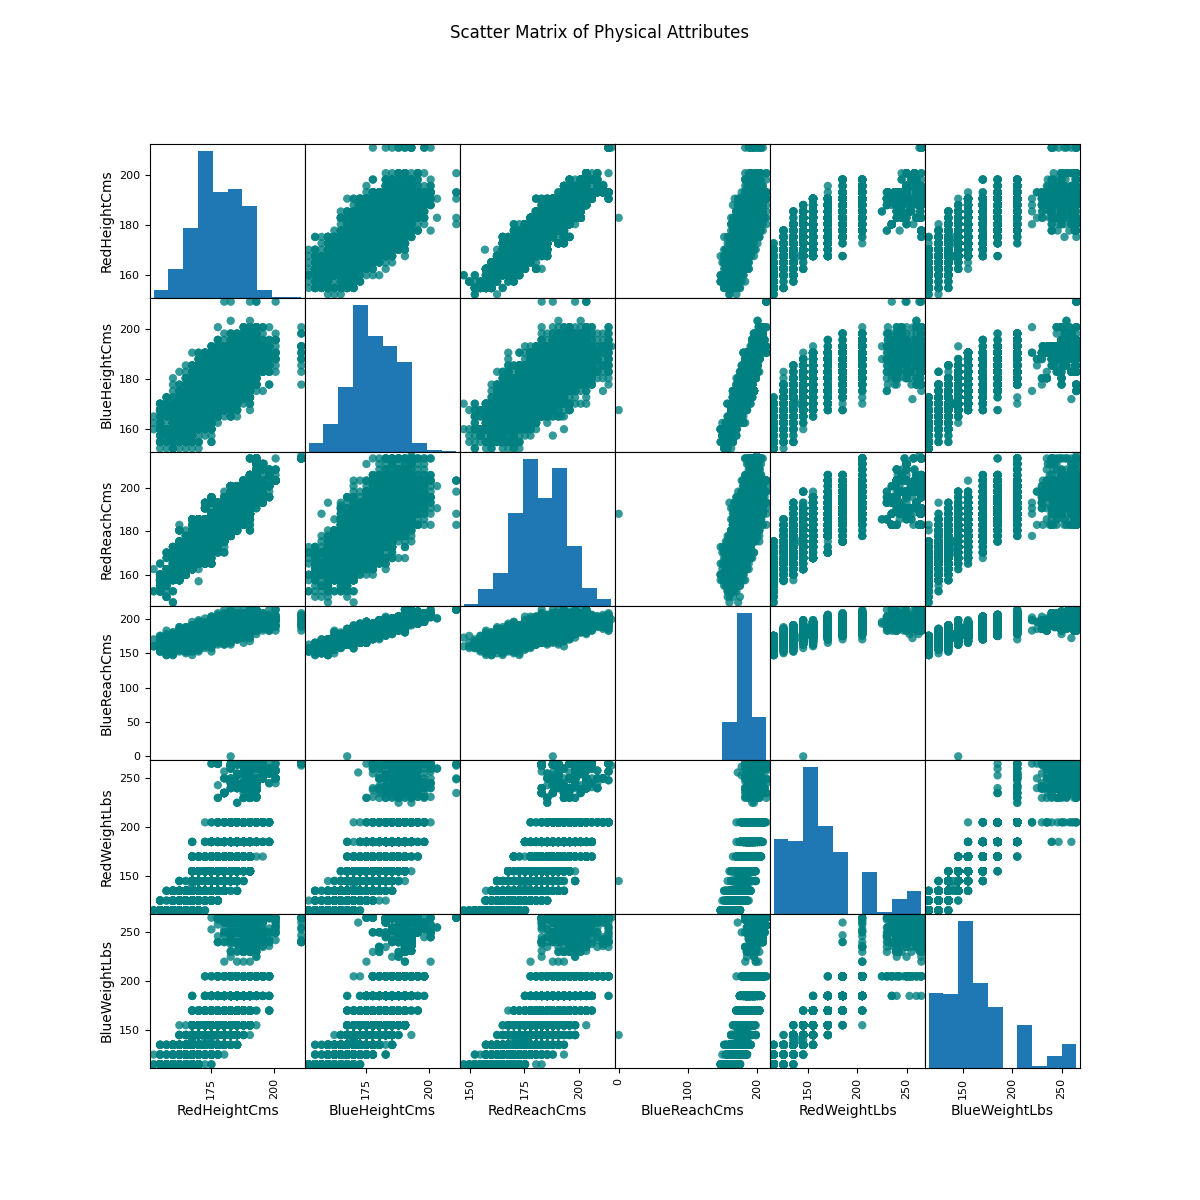 Scatter Matrix of Physical Attributes
RedHeightCms
200
180
160
BlueHeightCms
200
180
160
RedReachCms
200
180
160
BlueReachCms
200
150
100
50
0
RedWeightLbs
250
200
150
BlueWeightLbs
250
200
150
175 200 175 200 150 175 200 0 100 200 150 200 250 150 200 250
RedHeightCms BlueHeightCms RedReachCms BlueReachCms RedWeightLbs BlueWeightLbs